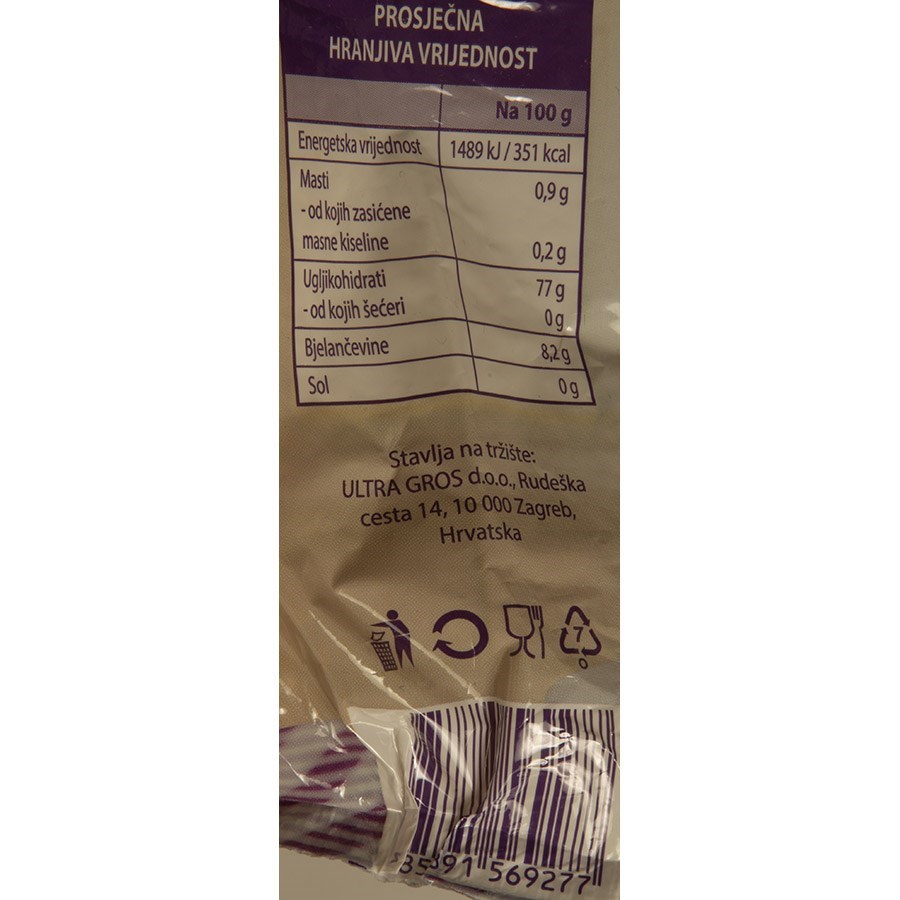 PROSJEČNA
HRANJIVA VRIJEDNOST
Na 100 g
Energetska vrijednost 1489 kJ / 351 kcal
Masti 0,9 g
- od kojih zasićene
masne kiseline 0,2 g
Ugljikohidrati 77 g
- od kojih šećeri 0 g
Bjelančevine 8,2 g
Sol 0 g
Stavlja na tržište:
ULTRA GROS d.o.o., Rudeška
cesta 14, 10 000 Zagreb,
Hrvatska
7
O
569277